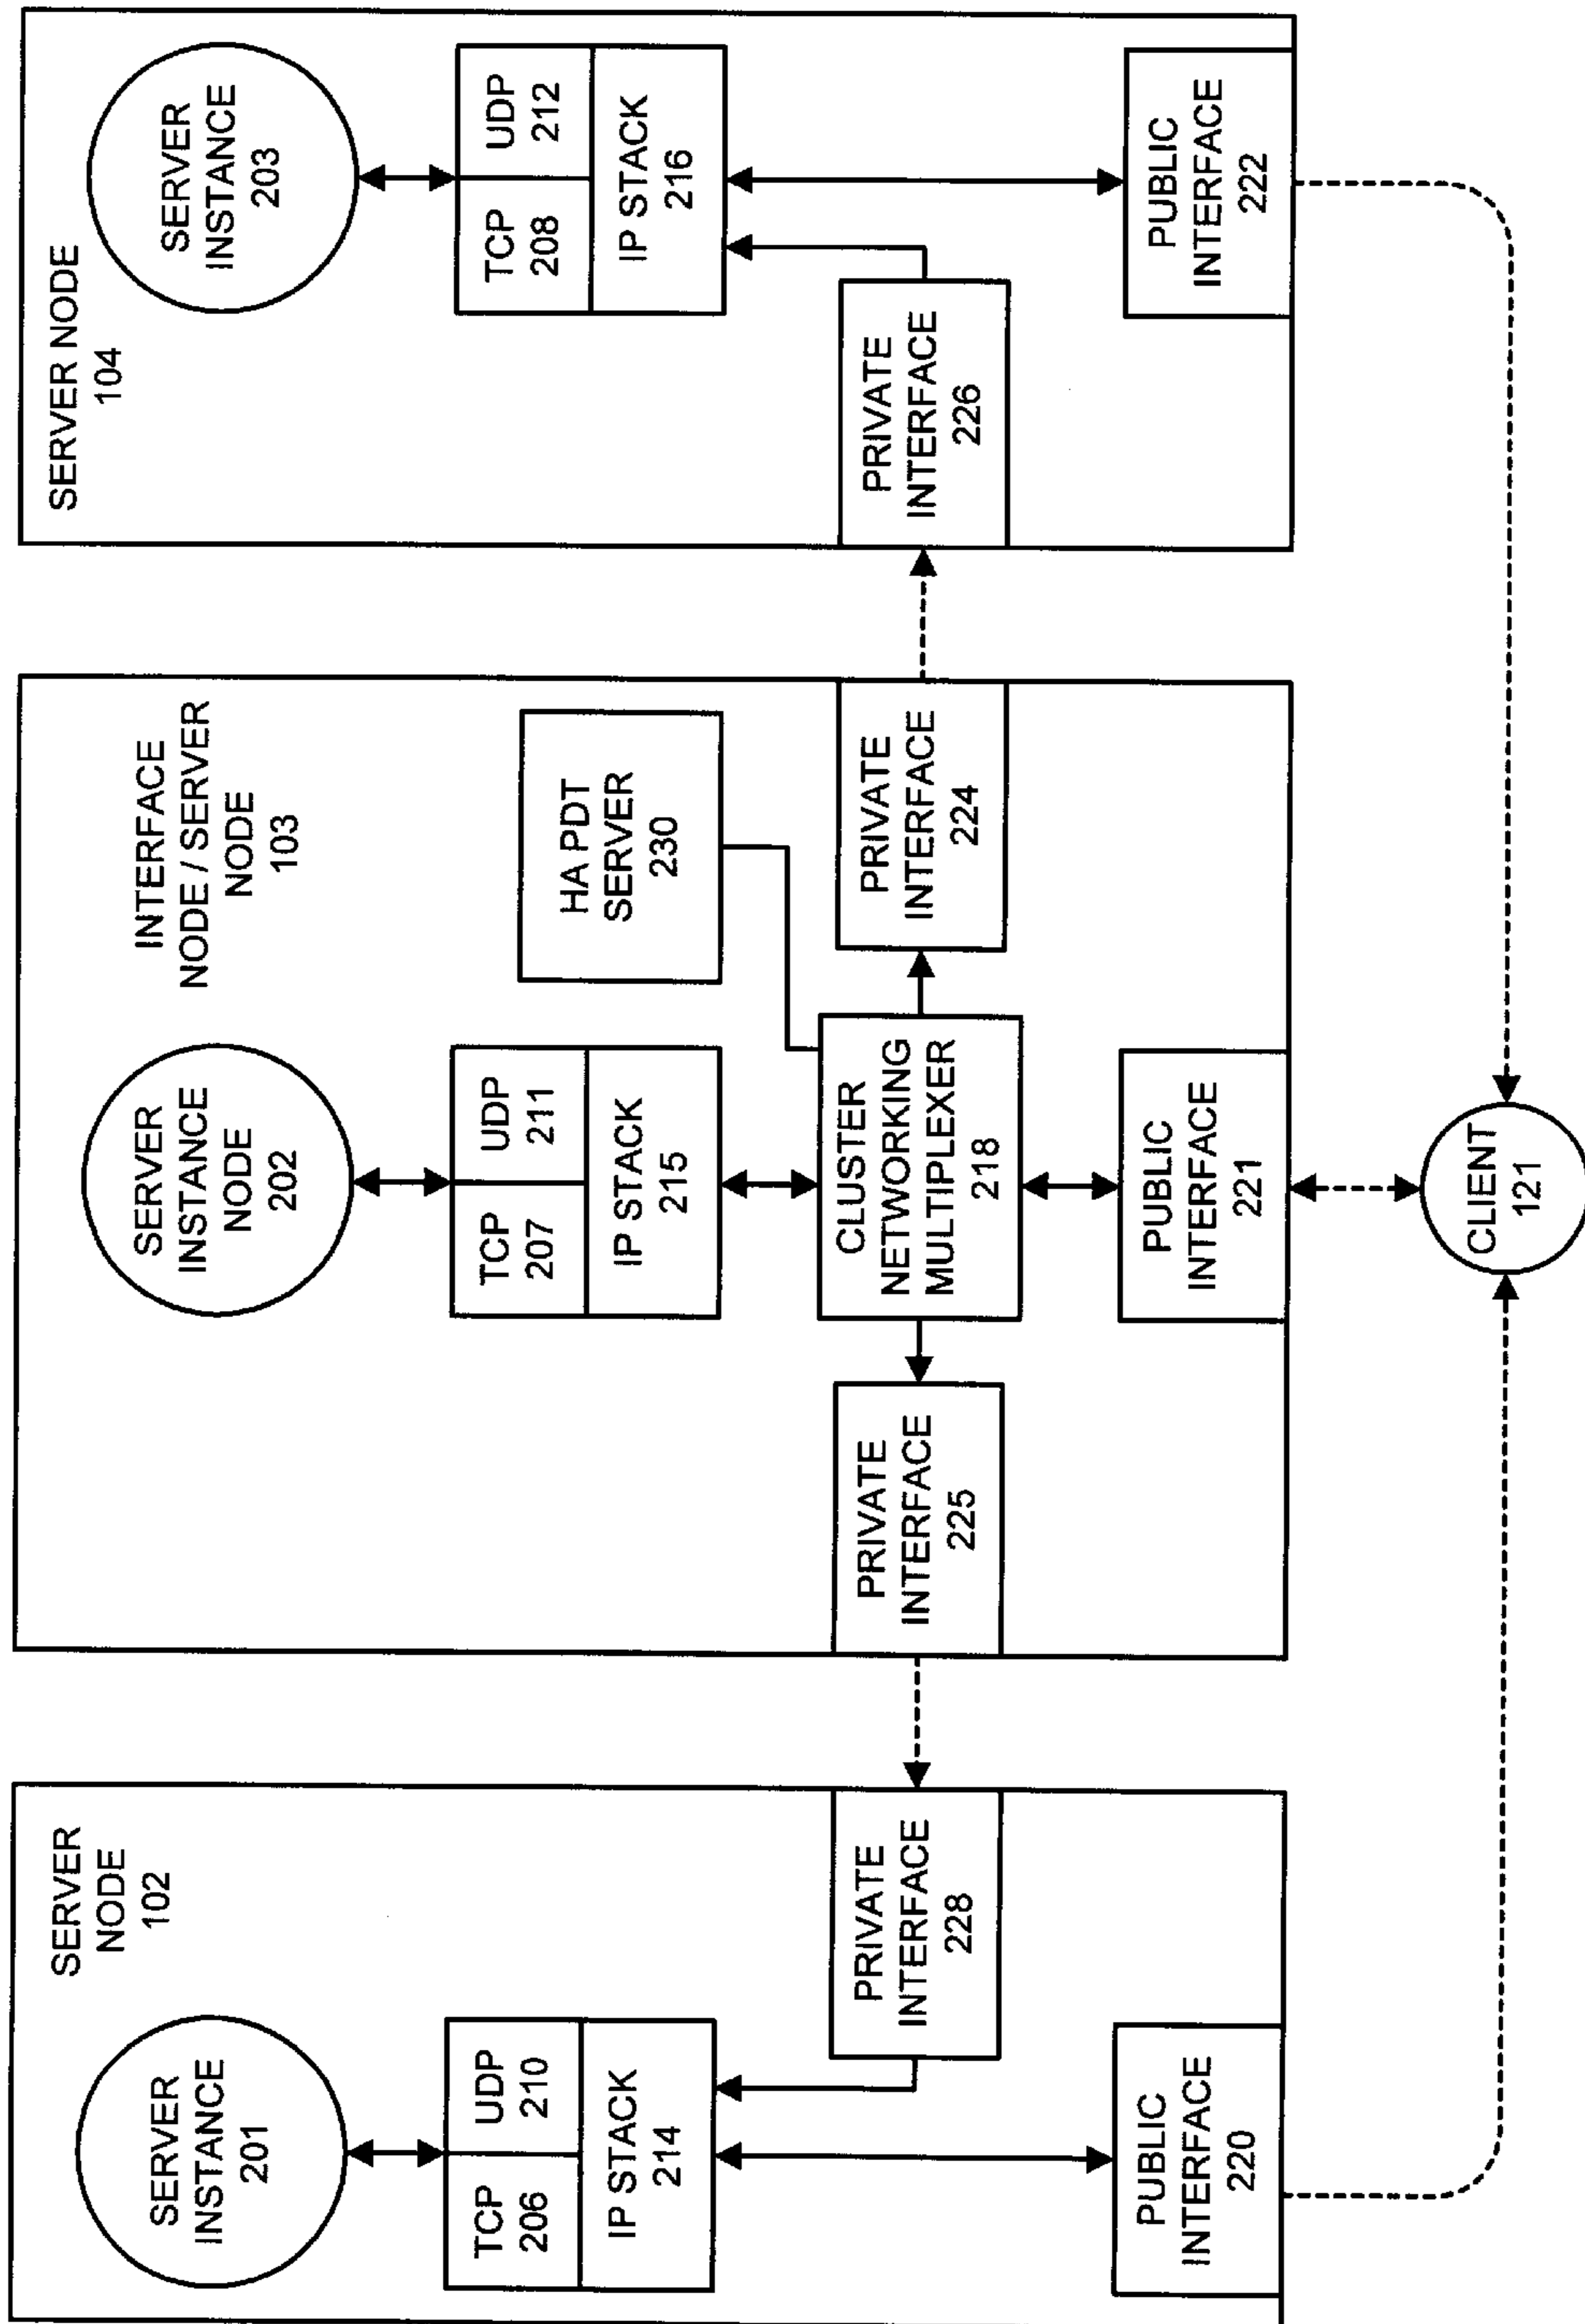 SERVER
NODE
102
SERVER
INSTANCE
201
TCP
206
UDP
210
IP STACK
214
PRIVATE
INTERFACE
228
PUBLIC
INTERFACE
220
INTERFACE
NODE / SERVER
NODE
103
SERVER
INSTANCE
NODE
202
TCP
207
UDP
211
IP STACK
215
HA PDT
SERVER
230
PRIVATE
INTERFACE
225
CLUSTER
NETWORKING
MULTIPLEXER
218
PRIVATE
INTERFACE
224
PUBLIC
INTERFACE
221
SERVER NODE
104
SERVER
INSTANCE
203
TCP
208
UDP
212
IP STACK
216
PRIVATE
INTERFACE
226
PUBLIC
INTERFACE
222
CLIENT
121